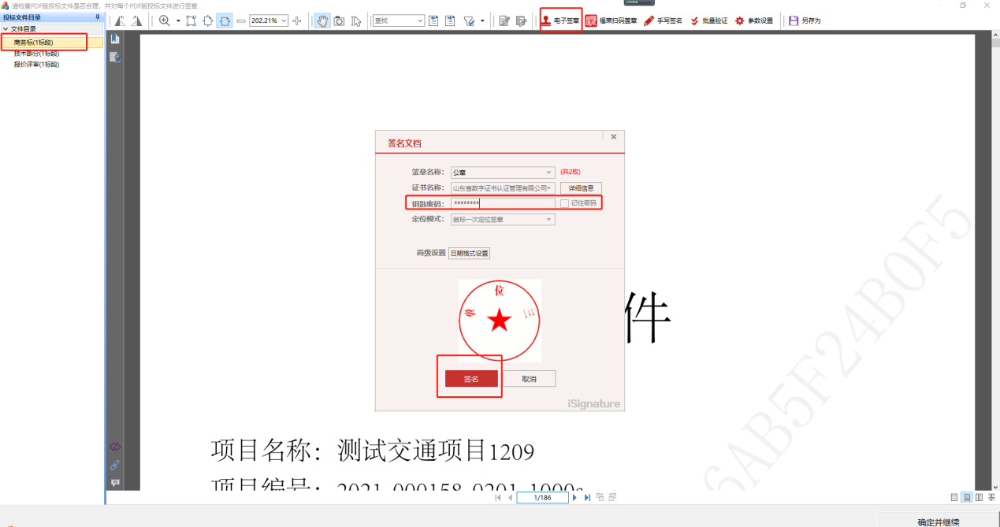 请检查PDF版投标文件是否合理，并对每个PDF版投标文件进行签章
投标文件目录
文件目录
商务标(1标段)
技术部分(1标段)
报价评审(1标段)
202.21% 查找 电子签章 福莱扫码盖章 手写签名 批量验证 参数设置 另存为
签名文档
签章名称： 公章 (共2枚)
证书名称： 山东省数字证书认证管理有限公司 详细信息
钥匙密码： ******** 记住密码
定位模式： 鼠标一次定位签章
高级设置 日期格式设置
单位
签名 取消
iSignature
件
6AB5F24B0F5
项目名称：测试交通项目1209
项目编号：2021-000158-0201-1000s
1/186
确定并继续